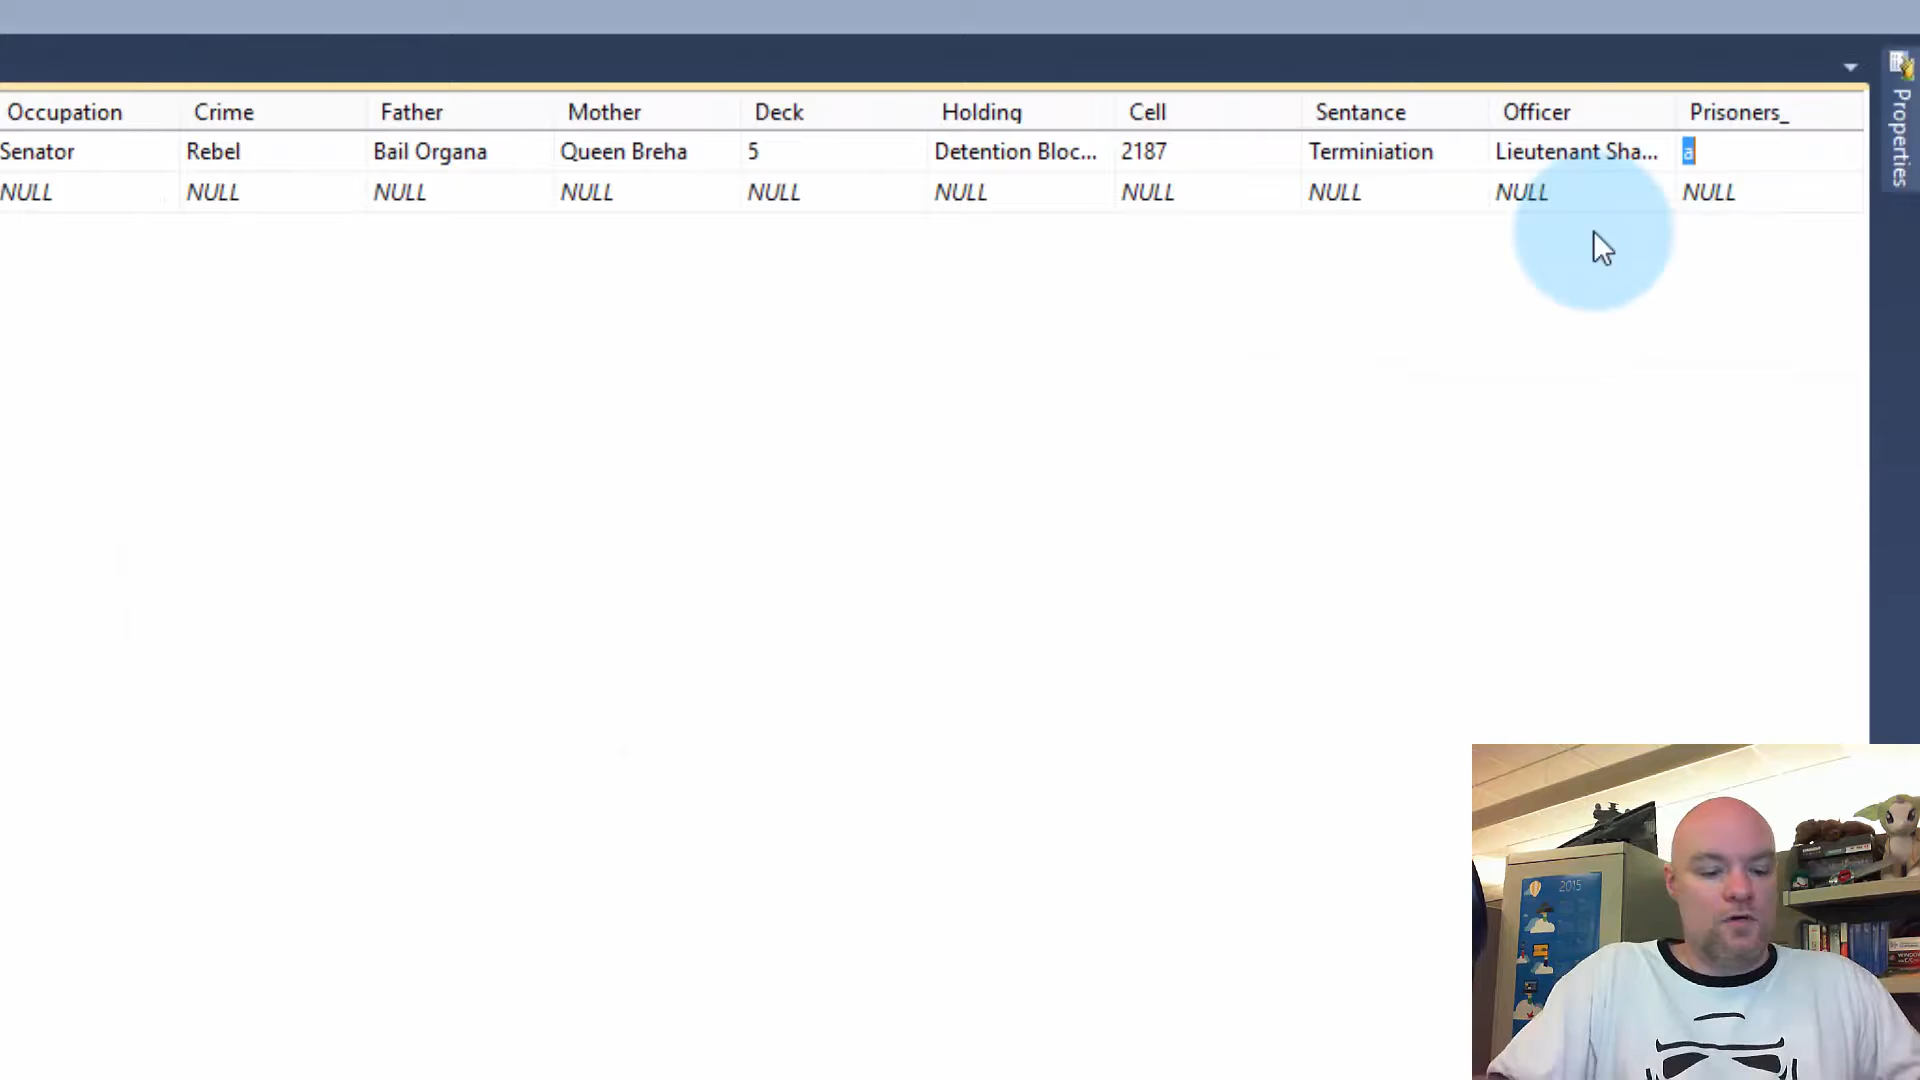 Occupation Crime Father Mother Deck Holding Cell Sentance Officer Prisoners_
Senator Rebel Bail Organa Queen Breha 5 Detention Bloc... 2187 Terminiation Lieutenant Sha... a
NULL NULL NULL NULL NULL NULL NULL NULL NULL NULL
Properties
2015